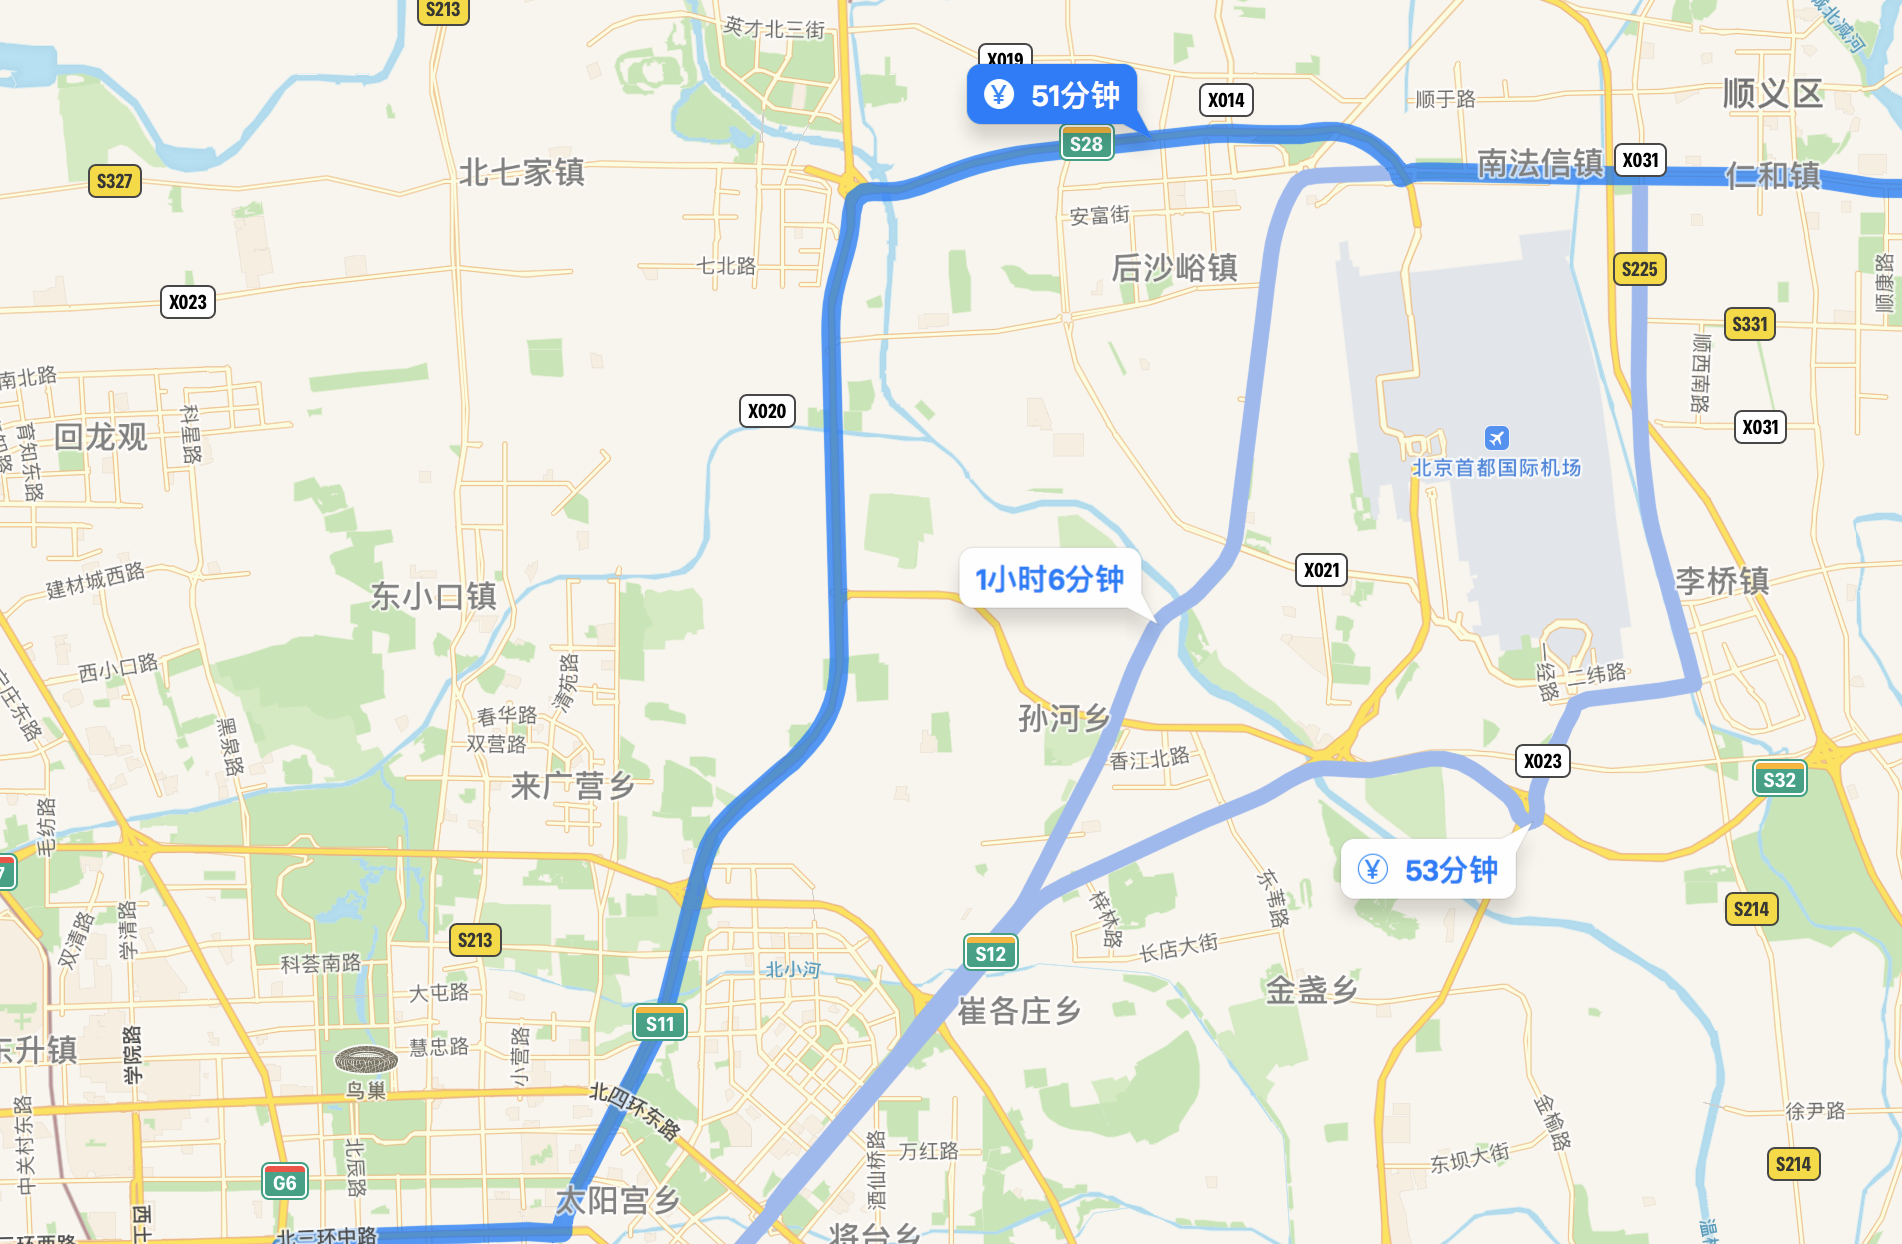 S213
英才北三街
X019
51分钟
X014
S28
顺于路
顺义区
城北减河
S327
北七家镇
南法信镇
X031
仁和镇
安富街
七北路
后沙峪镇
S225
顺康路
X023
S331
顺西南路
南北路
X020
X031
回龙观
科星路
育知东路
北京首都国际机场
建材城西路
东小口镇
1小时6分钟
X021
李桥镇
西小口路
清苑路
一经路
二纬路
黑泉路
春华路
双营路
孙河乡
香江北路
来广营乡
X023
S32
毛纺路
53分钟
东苇路
梓林路
双清路
学清路
S213
S12
长店大街
S214
科荟南路
北小河
大屯路
崔各庄乡
金盏乡
S11
东升镇
学院路
慧忠路
小营路
鸟巢
北四环东路
中关村东路
金榆路
徐尹路
北辰路
酒仙桥路
万红路
东坝大街
S214
G6
太阳宫乡
北三环中路
将台乡